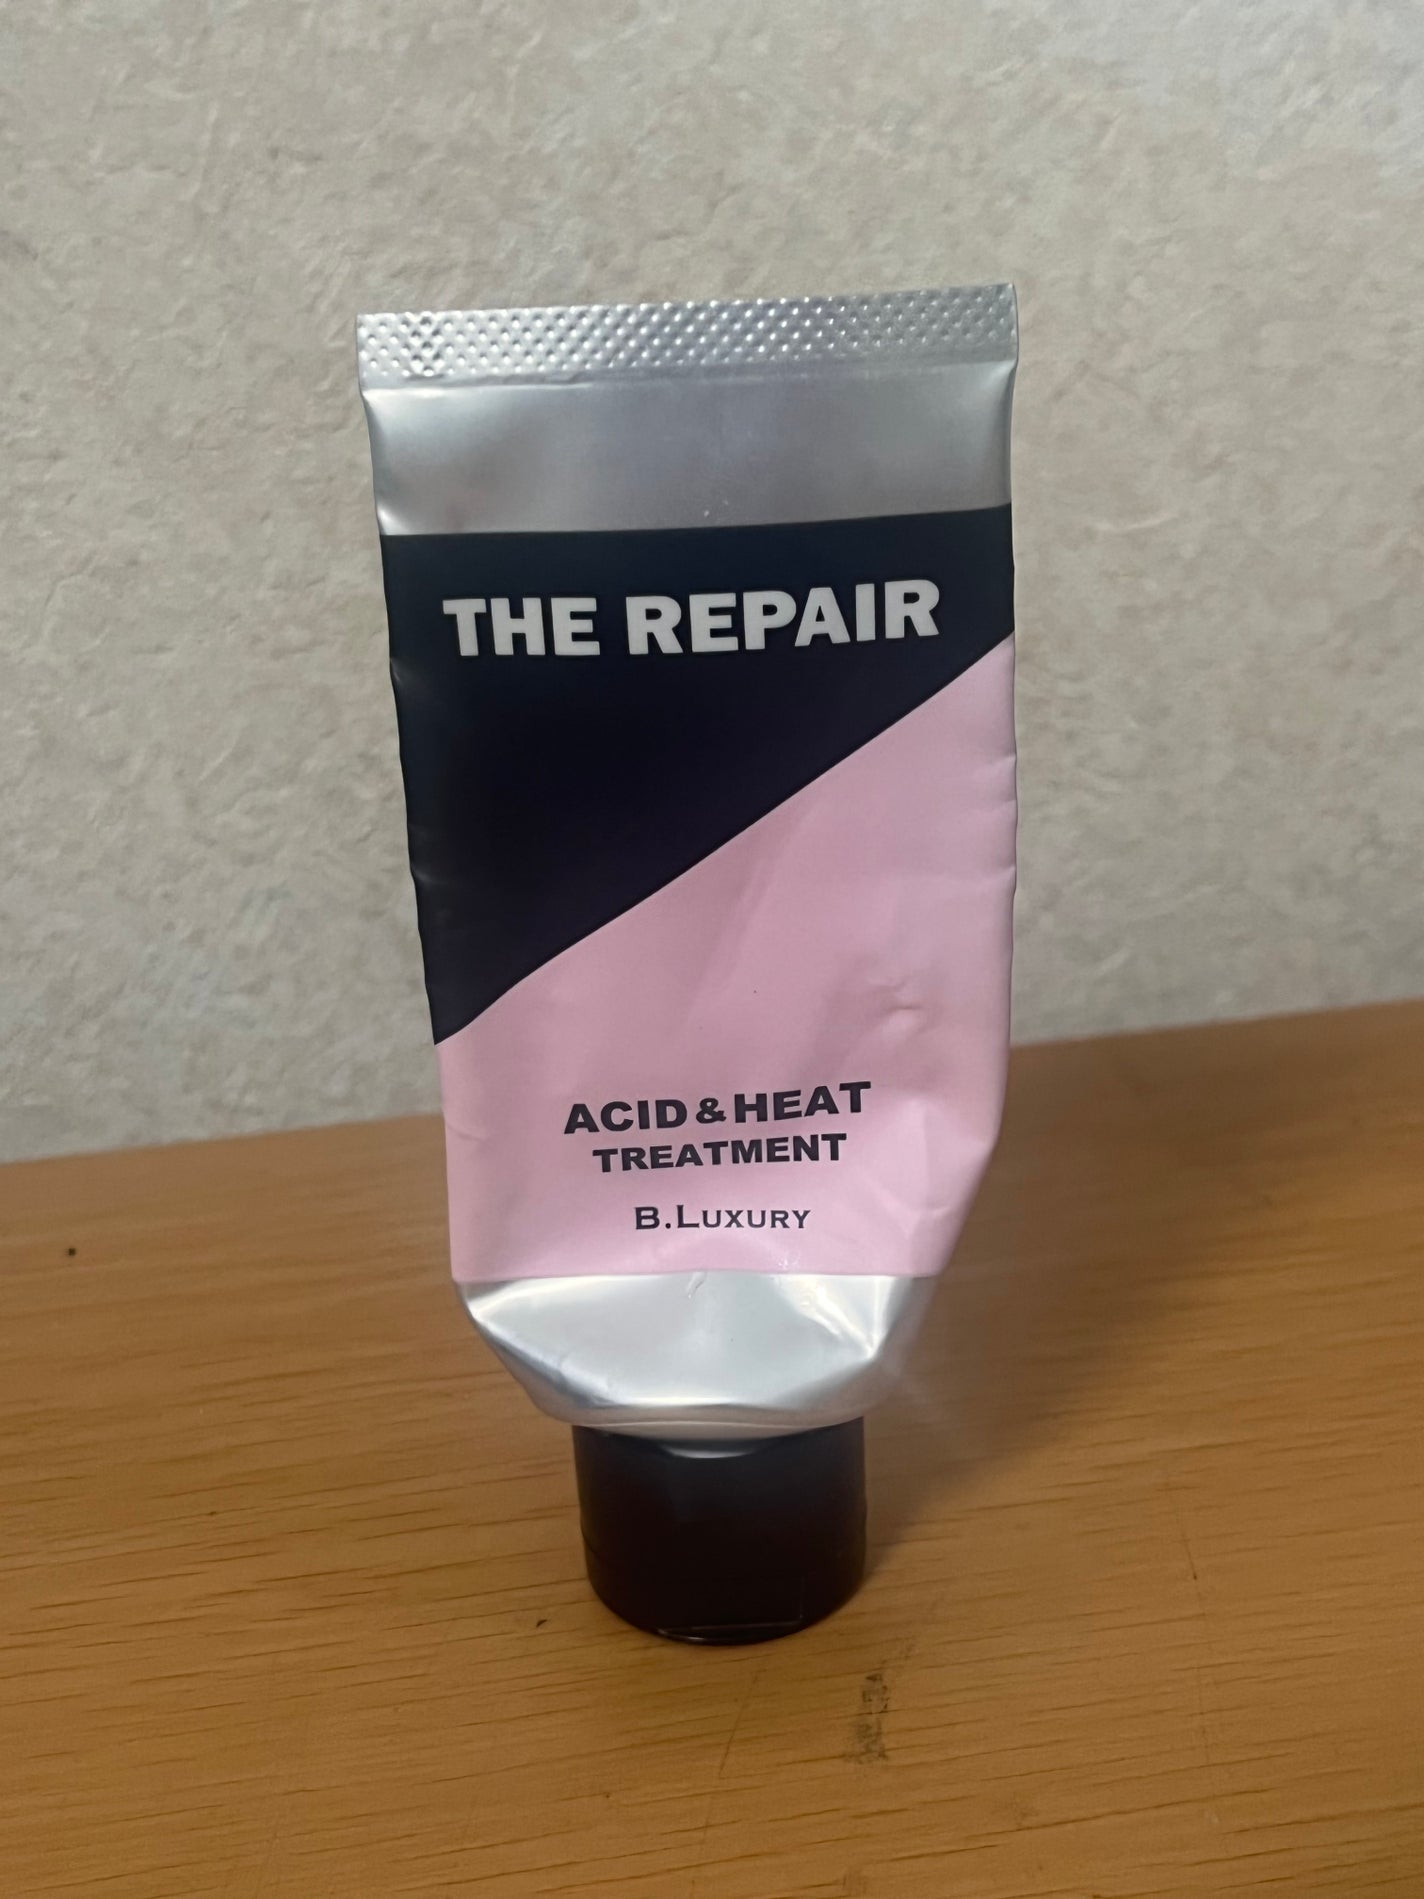 THE REPAIR
ACID & HEAT
TREATMENT
B.LUXURY